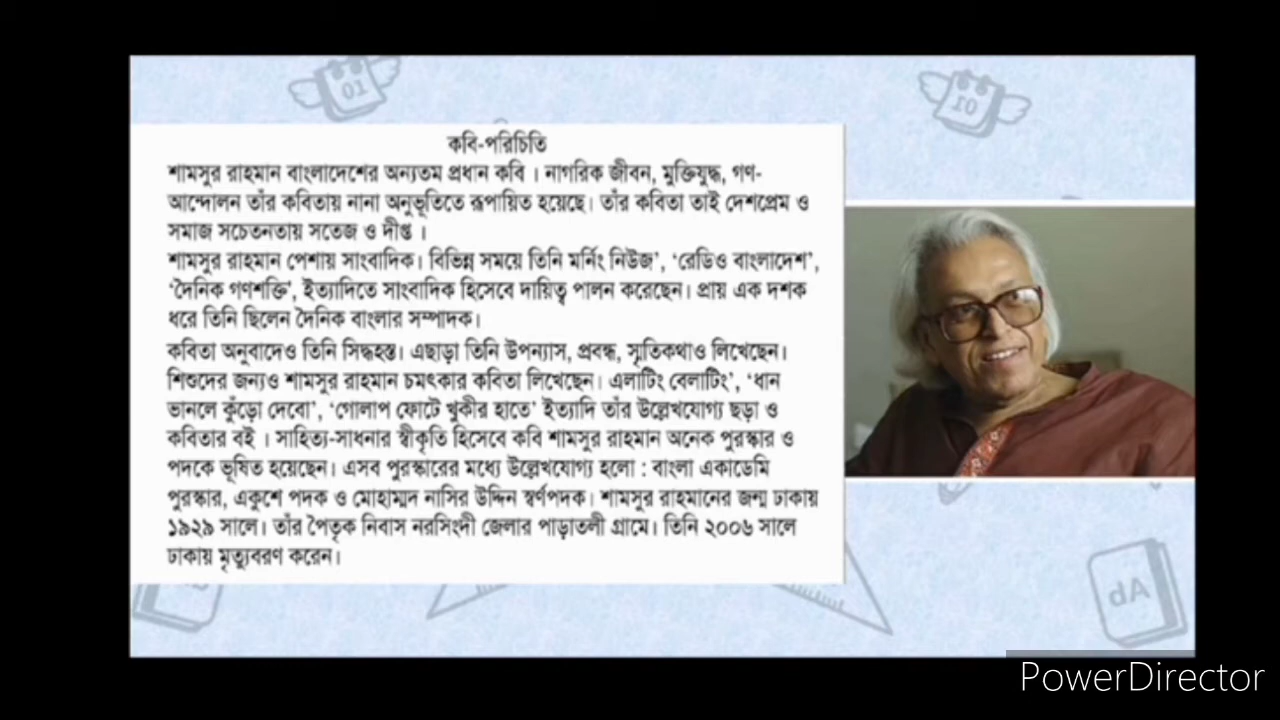 কবি-পরিচিতি
শামসুর রাহমান বাংলাদেশের অন্যতম প্রধান কবি । নাগরিক জীবন, মুক্তিযুদ্ধ, গণ-
আন্দোলন তাঁর কবিতায় নানা অনুভূতিতে রূপায়িত হয়েছে। তাঁর কবিতা তাই দেশপ্রেম ও
সমাজ সচেতনতায় সতেজ ও দীপ্ত ।
শামসুর রাহমান পেশায় সাংবাদিক। বিভিন্ন সময়ে তিনি মর্নিং নিউজ’, ‘রেডিও বাংলাদেশ’,
‘দৈনিক গণশক্তি’, ইত্যাদিতে সাংবাদিক হিসেবে দায়িত্ব পালন করেছেন। প্রায় এক দশক
ধরে তিনি ছিলেন দৈনিক বাংলার সম্পাদক।
কবিতা অনুবাদেও তিনি সিদ্ধহস্ত। এছাড়া তিনি উপন্যাস, প্রবন্ধ, স্মৃতিকথাও লিখেছেন।
শিশুদের জন্যও শামসুর রাহমান চমৎকার কবিতা লিখেছেন। এলাটিং বেলাটিং’, ‘ধান
ভানলে কুঁড়ো দেবো’, ‘গোলাপ ফোটে খুকীর হাতে’ ইত্যাদি তাঁর উল্লেখযোগ্য ছড়া ও
কবিতার বই । সাহিত্য-সাধনার স্বীকৃতি হিসেবে কবি শামসুর রাহমান অনেক পুরস্কার ও
পদকে ভূষিত হয়েছেন। এসব পুরস্কারের মধ্যে উল্লেখযোগ্য হলো : বাংলা একাডেমি
পুরস্কার, একুশে পদক ও মোহাম্মদ নাসির উদ্দিন স্বর্ণপদক। শামসুর রাহমানের জন্ম ঢাকায়
১৯২৯ সালে। তাঁর পৈতৃক নিবাস নরসিংদী জেলার পাড়াতলী গ্রামে। তিনি ২০০৬ সালে
ঢাকায় মৃত্যুবরণ করেন।
PowerDirector